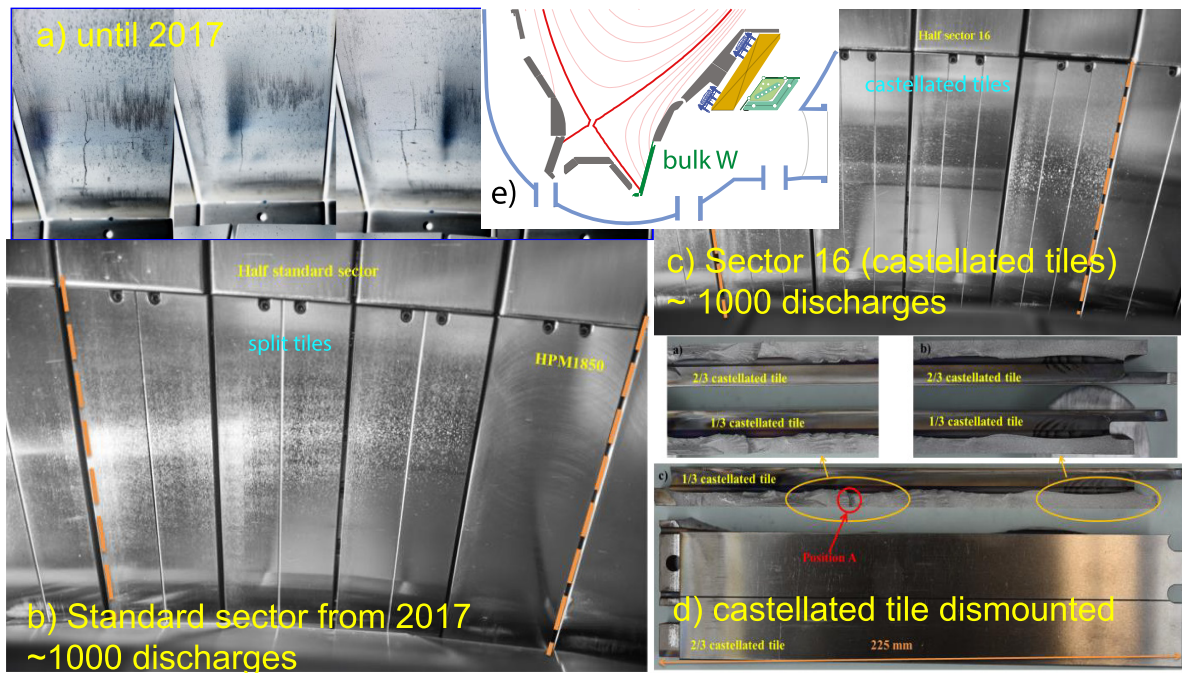 a) until 2017
e)
bulk W
Half sector 16
castellated tiles
c) Sector 16 (castellated tiles)
~ 1000 discharges
Half standard sector
split tiles
HPM1850
b) Standard sector from 2017
~1000 discharges
a)
2/3 castellated tile
1/3 castellated tile
b)
2/3 castellated tile
1/3 castellated tile
c)
1/3 castellated tile
Position A
d) castellated tile dismounted
2/3 castellated tile
225 mm